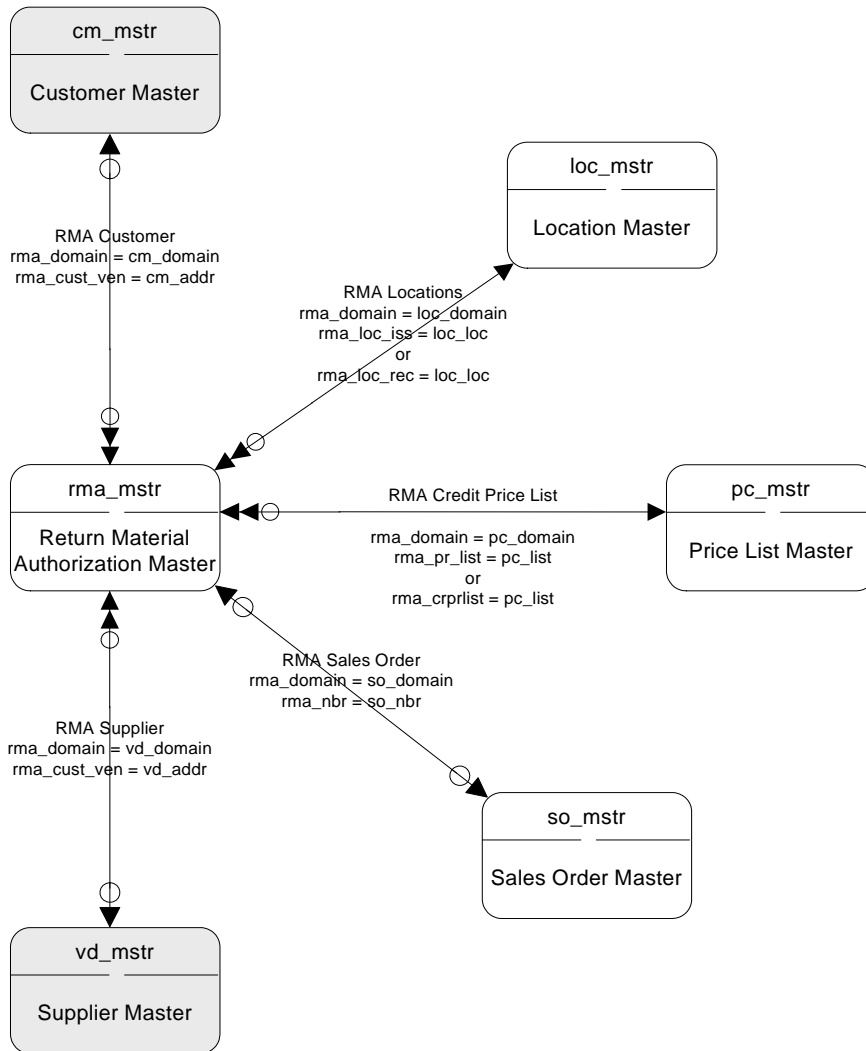 cm_mstr
Customer Master
RMA Customer
rma_domain = cm_domain
rma_cust_ven = cm_addr
loc_mstr
Location Master
RMA Locations
rma_domain = loc_domain
rma_loc_iss = loc_loc
or
rma_loc_rec = loc_loc
rma_mstr
Return Material
Authorization Master
RMA Credit Price List
rma_domain = pc_domain
rma_pr_list = pc_list
or
rma_crprlist = pc_list
pc_mstr
Price List Master
RMA Sales Order
rma_domain = so_domain
rma_nbr = so_nbr
RMA Supplier
rma_domain = vd_domain
rma_cust_ven = vd_addr
so_mstr
Sales Order Master
vd_mstr
Supplier Master